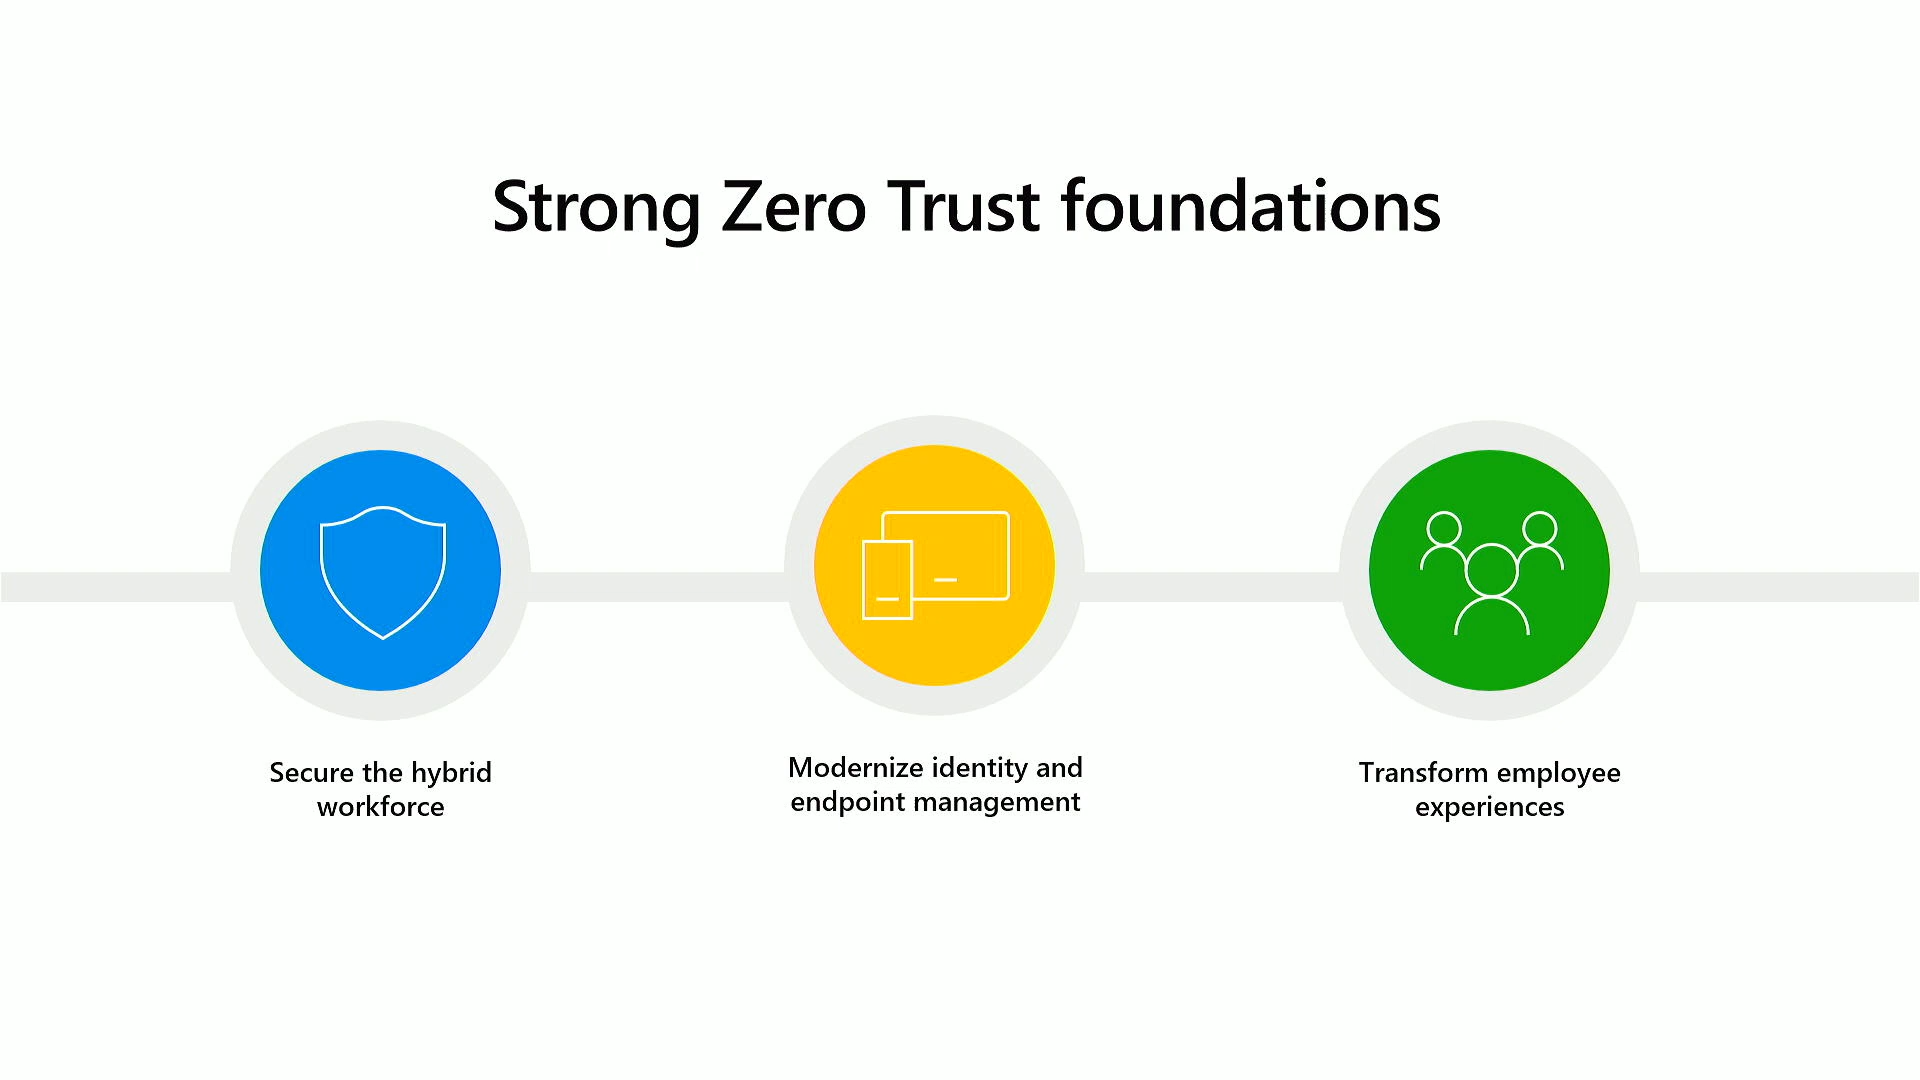 Strong Zero Trust foundations
Secure the hybrid
workforce
Modernize identity and
endpoint management
Transform employee
experiences